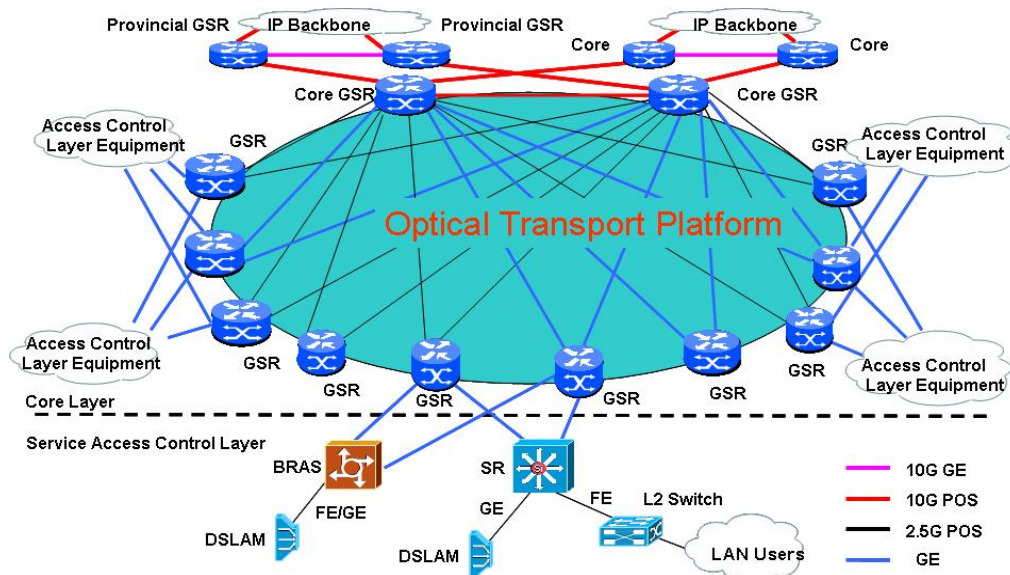 Provincial GSR
IP Backbone
Provincial GSR
Core
IP Backbone
Core
Core GSR
Core GSR
Access Control
Layer Equipment
GSR
GSR
Access Control
Layer Equipment
Optical Transport Platform
Access Control
Layer Equipment
GSR
GSR
GSR
GSR
GSR
GSR
Access Control
Layer Equipment
Core Layer
Service Access Control Layer
BRAS
SR
FE/GE
GE
FE
L2 Switch
DSLAM
DSLAM
LAN Users
10G GE
10G POS
2.5G POS
GE